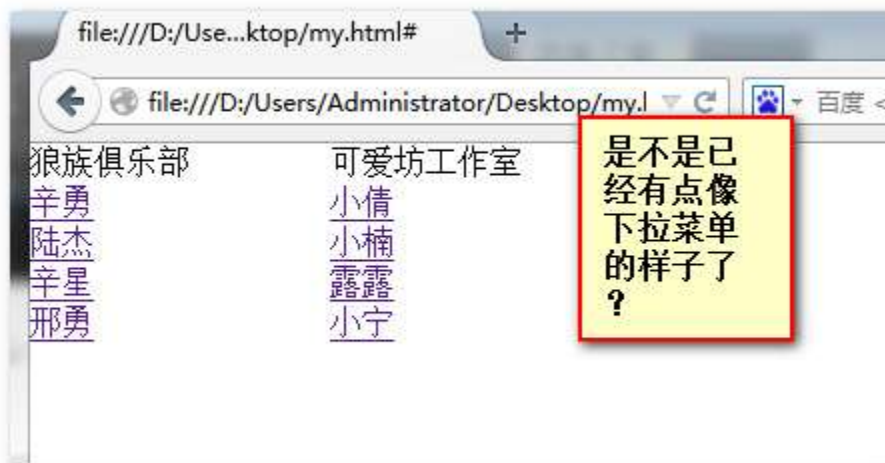 file:///D:/Use...ktop/my.html#
+
file:///D:/Users/Administrator/Desktop/my.l
百度 <
狼族俱乐部 可爱坊工作室
辛勇 小倩
陆杰 小楠
辛星 露露
邢勇 小宁
是不是已
经有点像
下拉菜单
的样子了
？